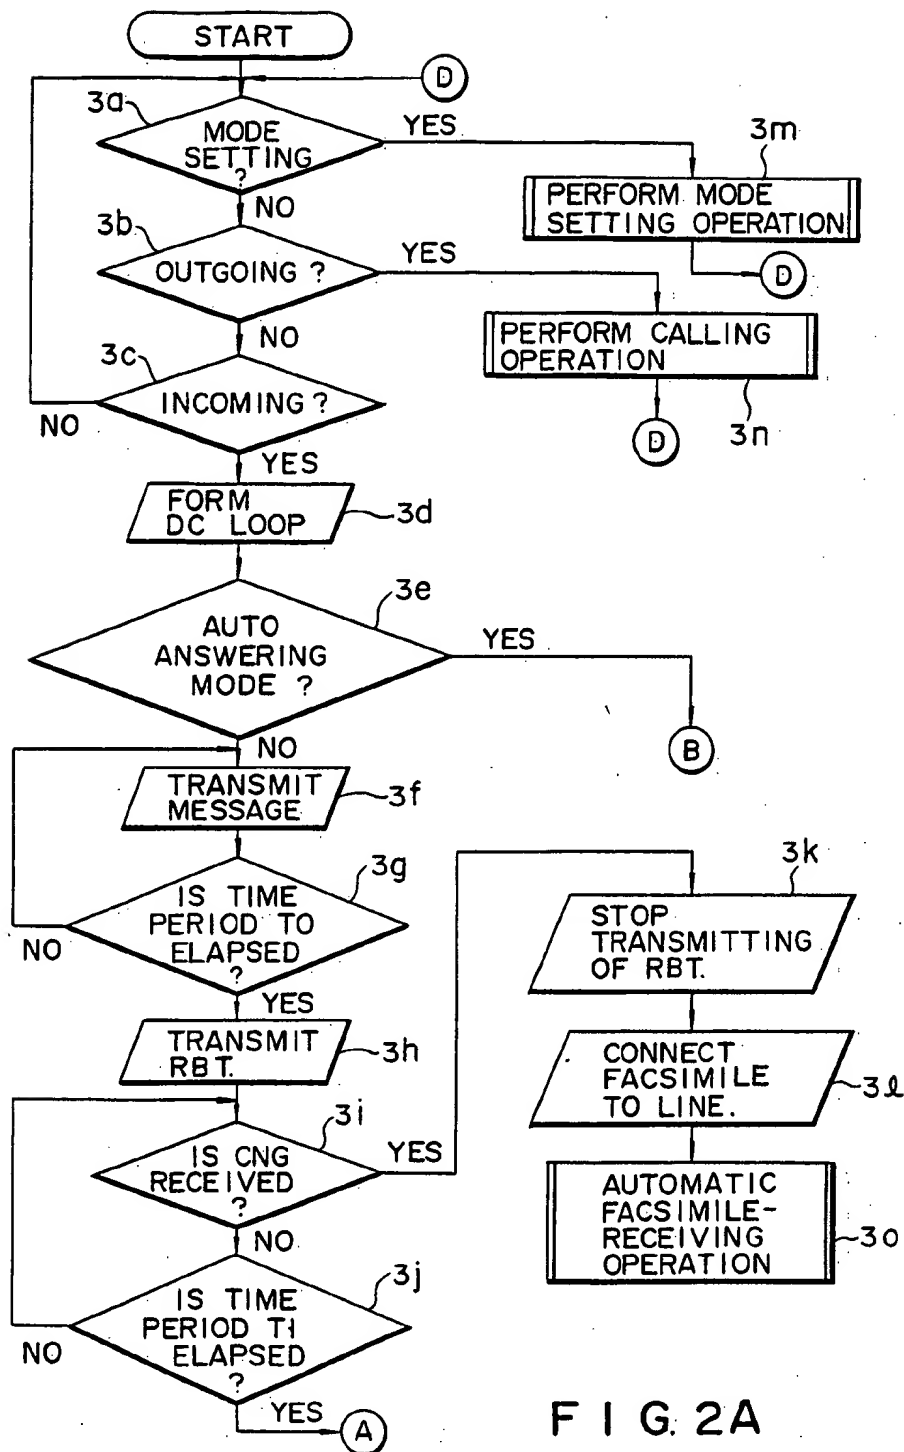 START
D
3a
MODE
SETTING
?
YES
3m
PERFORM MODE
SETTING OPERATION
NO
D
3b
OUTGOING ?
YES
PERFORM CALLING
OPERATION
3n
D
NO
3c
INCOMING ?
NO
YES
FORM
DC LOOP
3d
3e
AUTO
ANSWERING
MODE ?
YES
B
NO
TRANSMIT
MESSAGE
3f
3g
IS TIME
PERIOD TO
ELAPSED
?
NO
YES
TRANSMIT
RBT.
3h
3i
IS CNG
RECEIVED
?
YES
3k
STOP
TRANSMITTING
OF RBT.
CONNECT
FACSIMILE
TO LINE.
3ℓ
AUTOMATIC
FACSIMILE-
RECEIVING
OPERATION
3o
NO
3j
IS TIME
PERIOD T1
ELAPSED
?
NO
YES
A
FIG. 2A